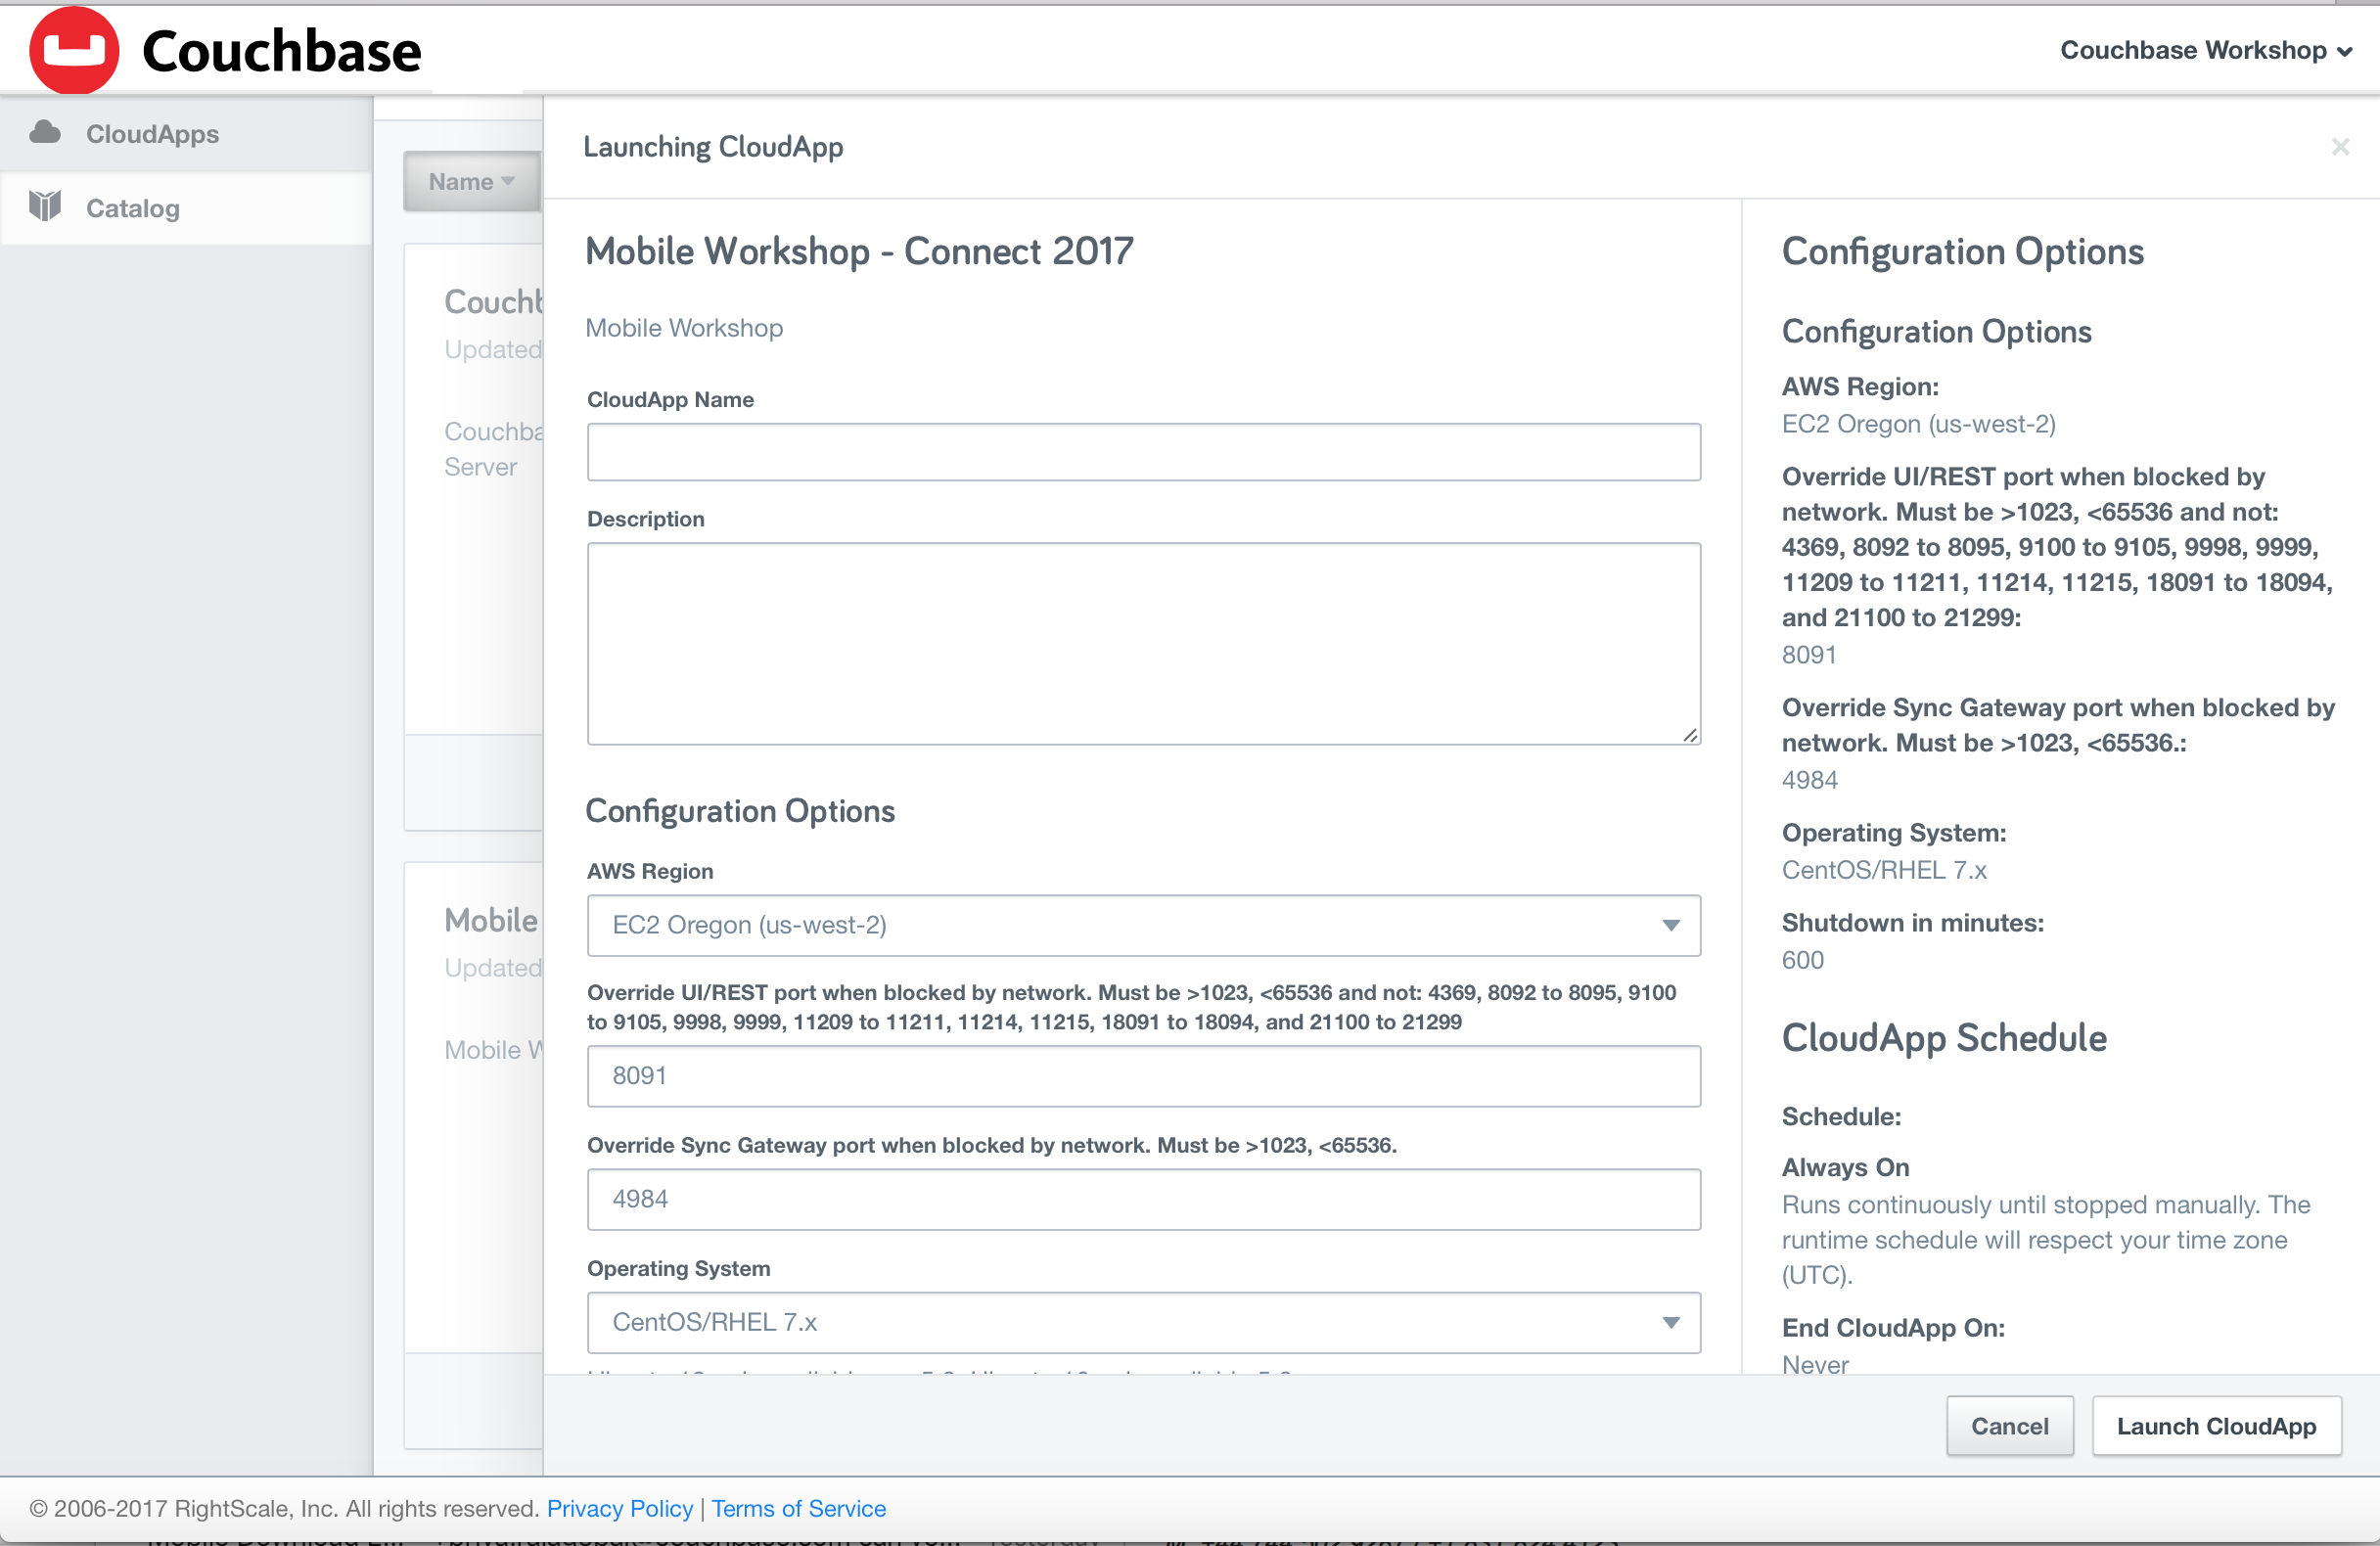 Couchbase
Couchbase Workshop
CloudApps
Catalog
Name
Updated
Server
Mobile
Updated
Mobile
Launching CloudApp
Mobile Workshop - Connect 2017
Mobile Workshop
CloudApp Name
Description
Configuration Options
AWS Region
EC2 Oregon (us-west-2)
Override UI/REST port when blocked by network. Must be >1023, <65536 and not: 4369, 8092 to 8095, 9100
to 9105, 9998, 9999, 11209 to 11211, 11214, 11215, 18091 to 18094, and 21100 to 21299
8091
Override Sync Gateway port when blocked by network. Must be >1023, <65536.
4984
Operating System
CentOS/RHEL 7.x
Configuration Options
Configuration Options
AWS Region:
EC2 Oregon (us-west-2)
Override UI/REST port when blocked by
network. Must be >1023, <65536 and not:
4369, 8092 to 8095, 9100 to 9105, 9998, 9999,
11209 to 11211, 11214, 11215, 18091 to 18094,
and 21100 to 21299:
8091
Override Sync Gateway port when blocked by
network. Must be >1023, <65536.:
4984
Operating System:
CentOS/RHEL 7.x
Shutdown in minutes:
600
CloudApp Schedule
Schedule:
Always On
Runs continuously until stopped manually. The
runtime schedule will respect your time zone
(UTC).
End CloudApp On:
Never
Cancel
Launch CloudApp
© 2006-2017 RightScale, Inc. All rights reserved. Privacy Policy | Terms of Service